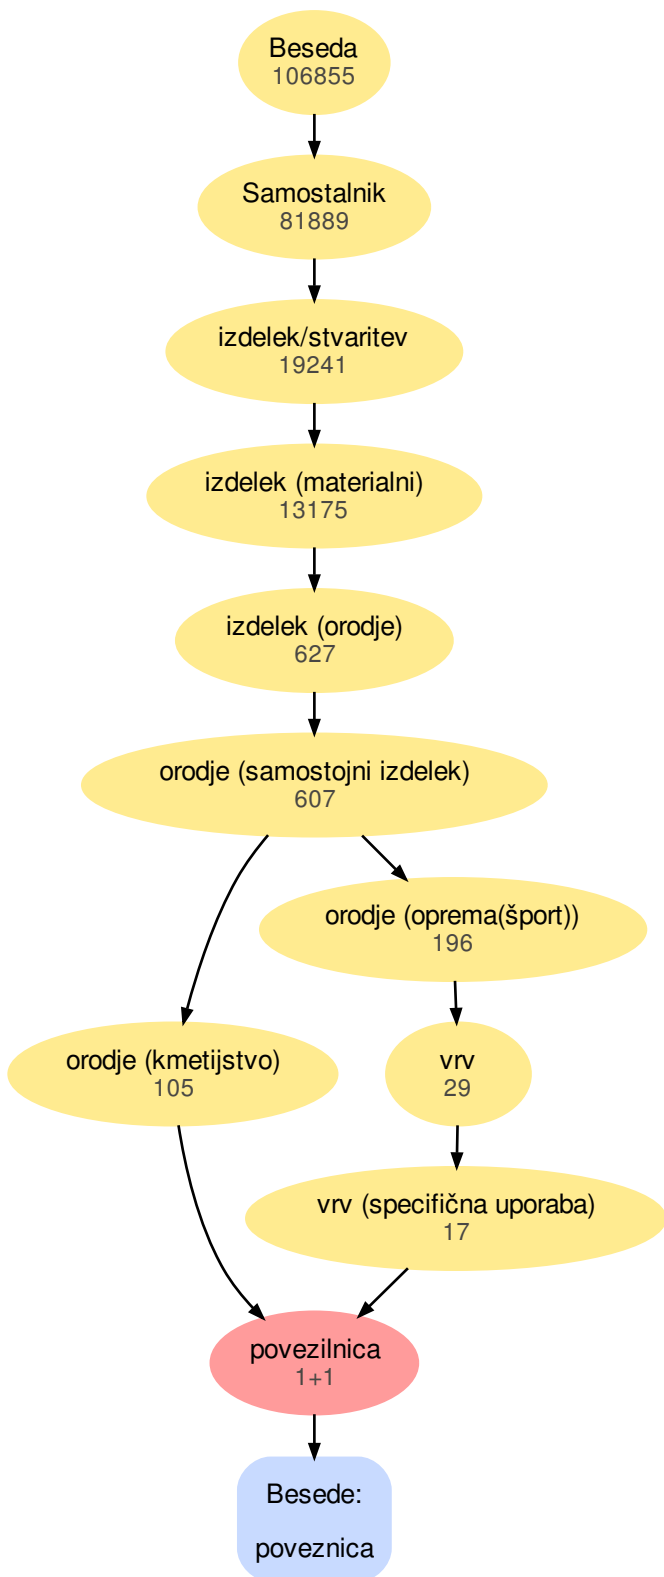 Beseda
106855
Samostalnik
81889
izdelek/stvaritev
19241
izdelek (materialni)
13175
izdelek (orodje)
627
orodje (samostojni izdelek)
607
orodje (oprema(šport))
196
orodje (kmetijstvo)
105
vrv
29
vrv (specifična uporaba)
17
povezilnica
1+1
Besede:
poveznica